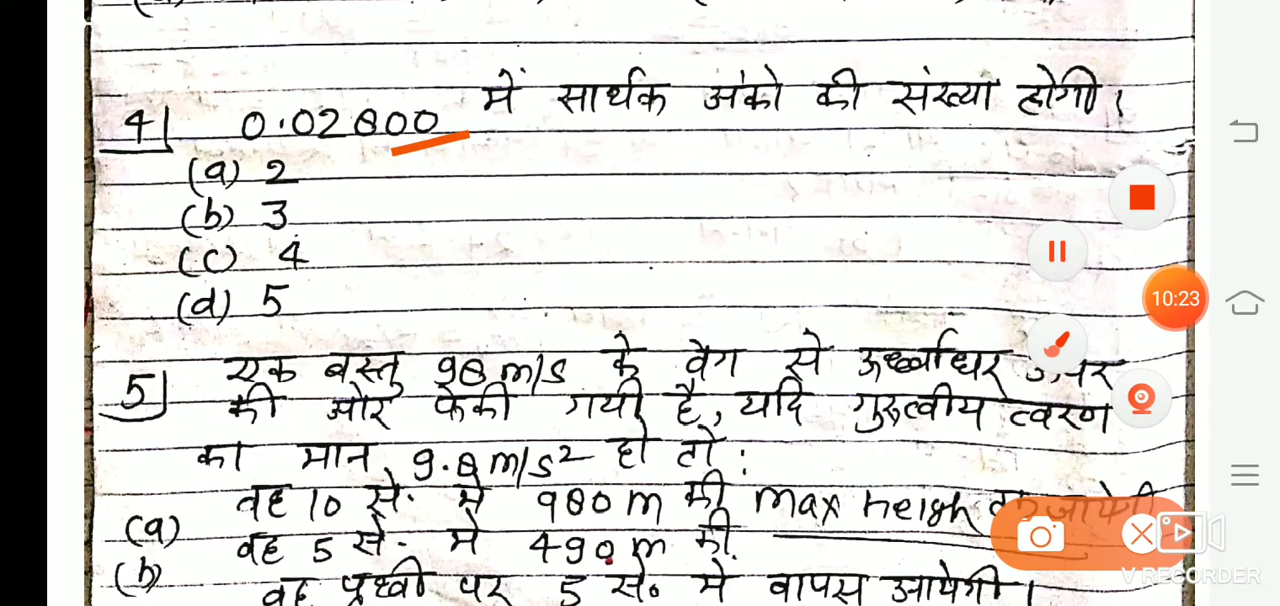 4] 0.02800 में सार्थक अंको की संख्या होगी।
(a) 2
(b) 3
(c) 4
(d) 5
5] एक वस्तु 98 m/s के वेग से ऊर्ध्वाधर ऊपर
की ओर फेकी गयी है, यदि गुरुत्वीय त्वरण
का मान 9.8 m/s² हो तो :
(a) वह 10 से. मे 980 m की max heigh
(b) वह 5 से. मे 490 m की.
वह पृथ्वी पर 5 से. मे वापस आयेगी।
10:23
V RECORDER